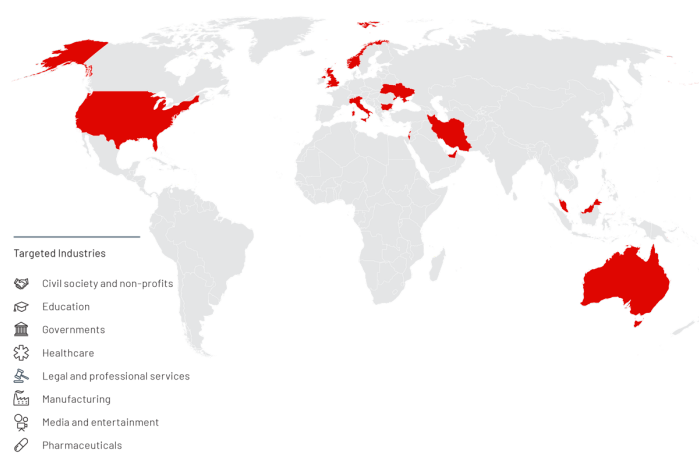 Targeted Industries
Civil society and non-profits
Education
Governments
Healthcare
Legal and professional services
Manufacturing
Media and entertainment
Pharmaceuticals